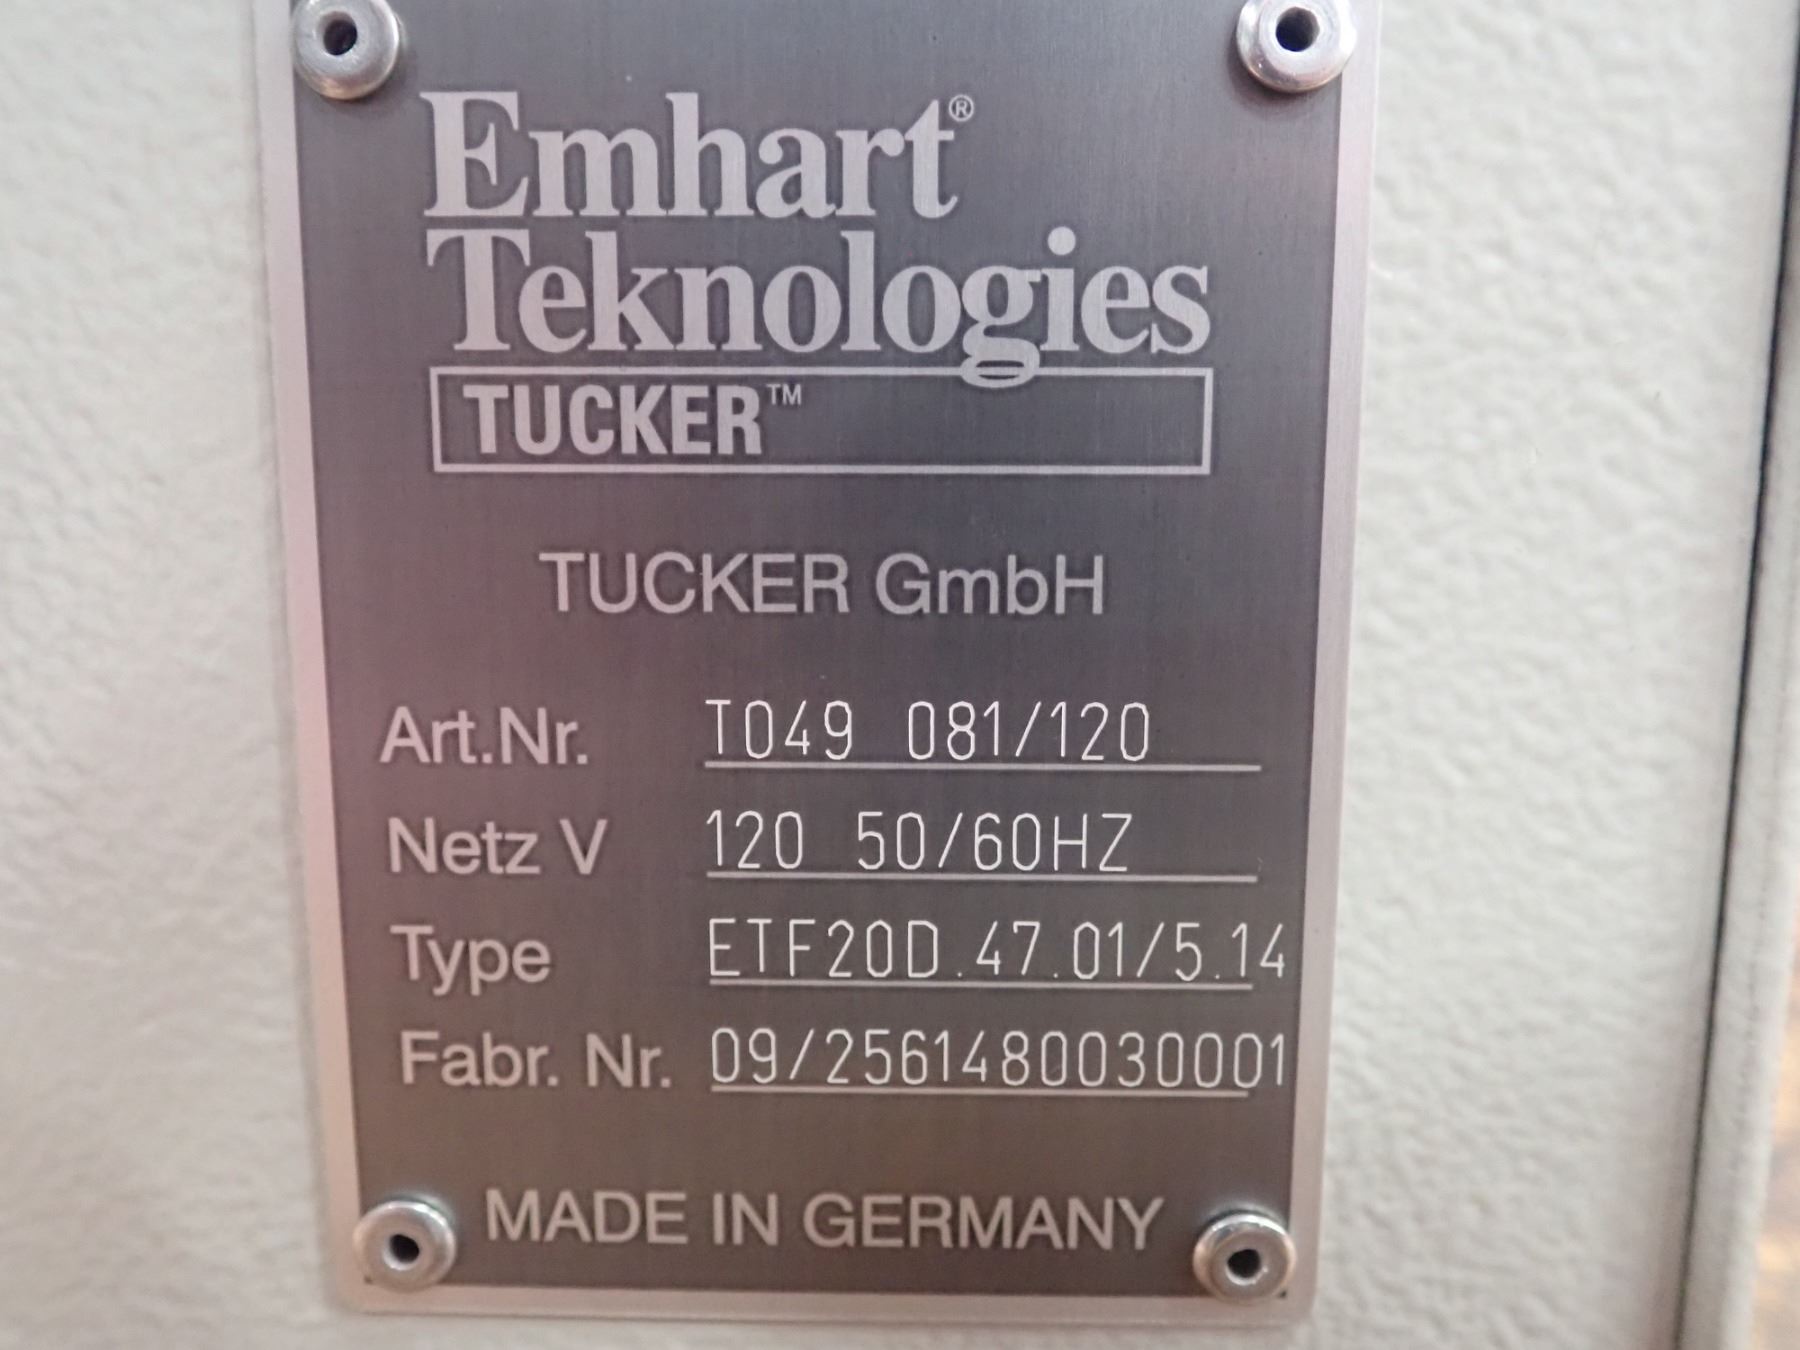 Emhart®
Teknologies
TUCKER™
TUCKER GmbH
Art.Nr. T049 081/120
Netz V 120 50/60HZ
Type ETF20D.47.01/5.14
Fabr. Nr. 09/2561480030001
MADE IN GERMANY